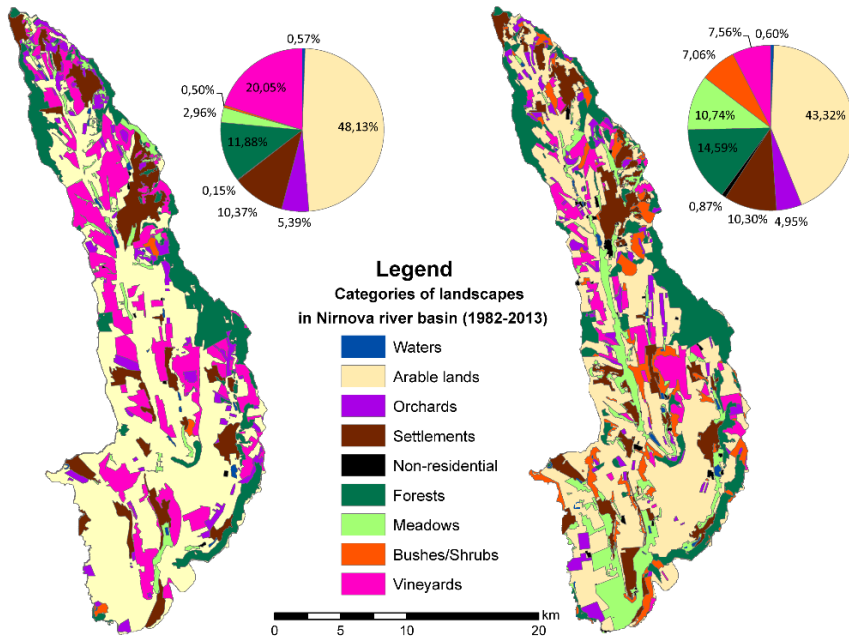 0,57%
48,13%
5,39%
10,37%
0,15%
11,88%
2,96%
0,50%
20,05%
0,60%
43,32%
4,95%
10,30%
0,87%
14,59%
10,74%
7,06%
7,56%
Legend
Categories of landscapes
in Nirnova river basin (1982-2013)
Waters
Arable lands
Orchards
Settlements
Non-residential
Forests
Meadows
Bushes/Shrubs
Vineyards
km
0 5 10 20